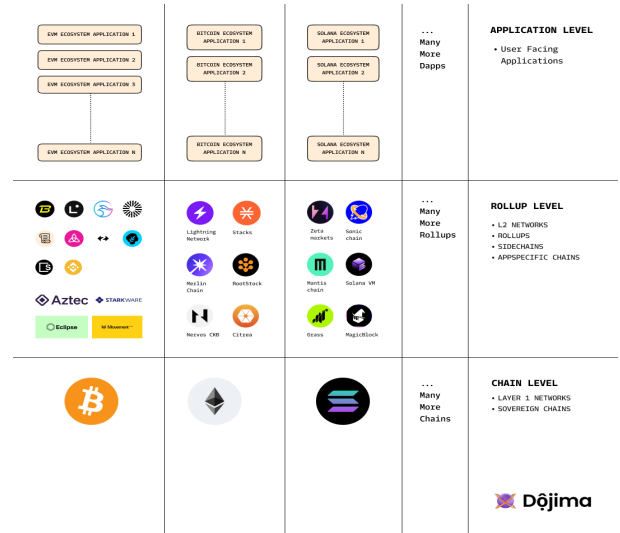 EVM ECOSYSTEM APPLICATION 1
EVM ECOSYSTEM APPLICATION 2
EVM ECOSYSTEM APPLICATION 3
EVM ECOSYSTEM APPLICATION N
BITCOIN ECOSYSTEM
APPLICATION 1
BITCOIN ECOSYSTEM
APPLICATION 2
BITCOIN ECOSYSTEM
APPLICATION N
SOLANA ECOSYSTEM
APPLICATION 1
SOLANA ECOSYSTEM
APPLICATION 2
SOLANA ECOSYSTEM
APPLICATION N
...
Many
More
Dapps
APPLICATION LEVEL
• User Facing
Applications
Aztec
STARKWARE
Eclipse
Movement
Lightning
Network
Stacks
Merlin
Chain
RootStock
Nervos CKB
Citrea
Zeta
markets
Sonic
chain
Mantis
chain
Solana VM
Grass
MagicBlock
...
Many
More
Rollups
ROLLUP LEVEL
• L2 NETWORKS
• ROLLUPS
• SIDECHAINS
• APPSPECIFIC CHAINS
...
Many
More
Chains
CHAIN LEVEL
• LAYER 1 NETWORKS
• SOVEREIGN CHAINS
Dôjima